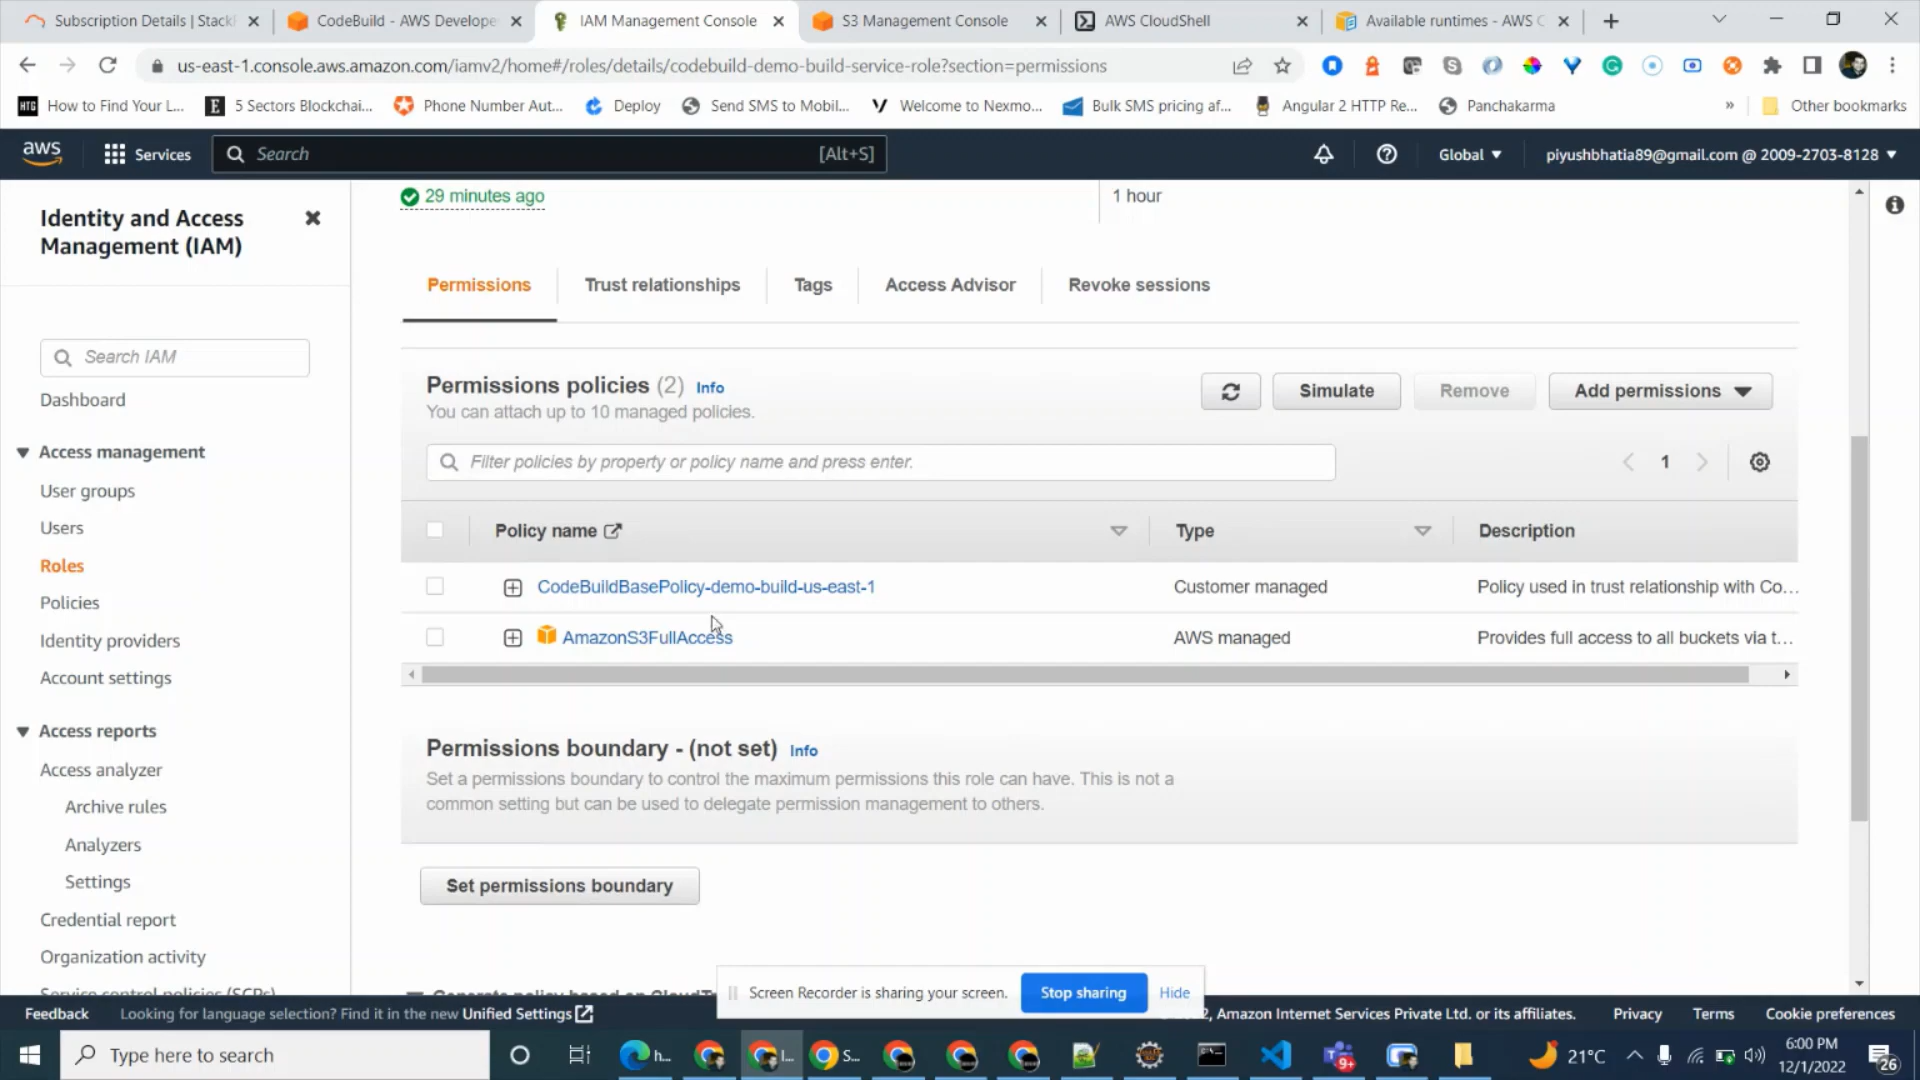 Subscription Details | Stack
CodeBuild - AWS Develope
IAM Management Console
S3 Management Console
AWS CloudShell
Available runtimes - AWS C
us-east-1.console.aws.amazon.com/iamv2/home#/roles/details/codebuild-demo-build-service-role?section=permissions
How to Find Your L...
5 Sectors Blockchai...
Phone Number Aut...
Deploy
Send SMS to Mobil...
Welcome to Nexmo...
Bulk SMS pricing af...
Angular 2 HTTP Re...
Panchakarma
»
Other bookmarks
aws
Services
Search
[Alt+S]
Global
piyushbhatia89@gmail.com @ 2009-2703-8128
Identity and Access
Management (IAM)
Search IAM
Dashboard
Access management
User groups
Users
Roles
Policies
Identity providers
Account settings
Access reports
Access analyzer
Archive rules
Analyzers
Settings
Credential report
Organization activity
Service control policies (SCPs)
29 minutes ago
1 hour
Permissions
Trust relationships
Tags
Access Advisor
Revoke sessions
Permissions policies (2) Info
You can attach up to 10 managed policies.
Simulate
Remove
Add permissions
Filter policies by property or policy name and press enter.
1
Policy name
Type
Description
CodeBuildBasePolicy-demo-build-us-east-1
Customer managed
Policy used in trust relationship with Co...
AmazonS3FullAccess
AWS managed
Provides full access to all buckets via t...
Permissions boundary - (not set) Info
Set a permissions boundary to control the maximum permissions this role can have. This is not a
common setting but can be used to delegate permission management to others.
Set permissions boundary
Generate policy based on CloudT
Screen Recorder is sharing your screen.
Stop sharing
Hide
Feedback
Looking for language selection? Find it in the new Unified Settings
2, Amazon Internet Services Private Ltd. or its affiliates.
Privacy
Terms
Cookie preferences
Type here to search
h...
I...
S...
9+
21°C
6:00 PM
12/1/2022
26